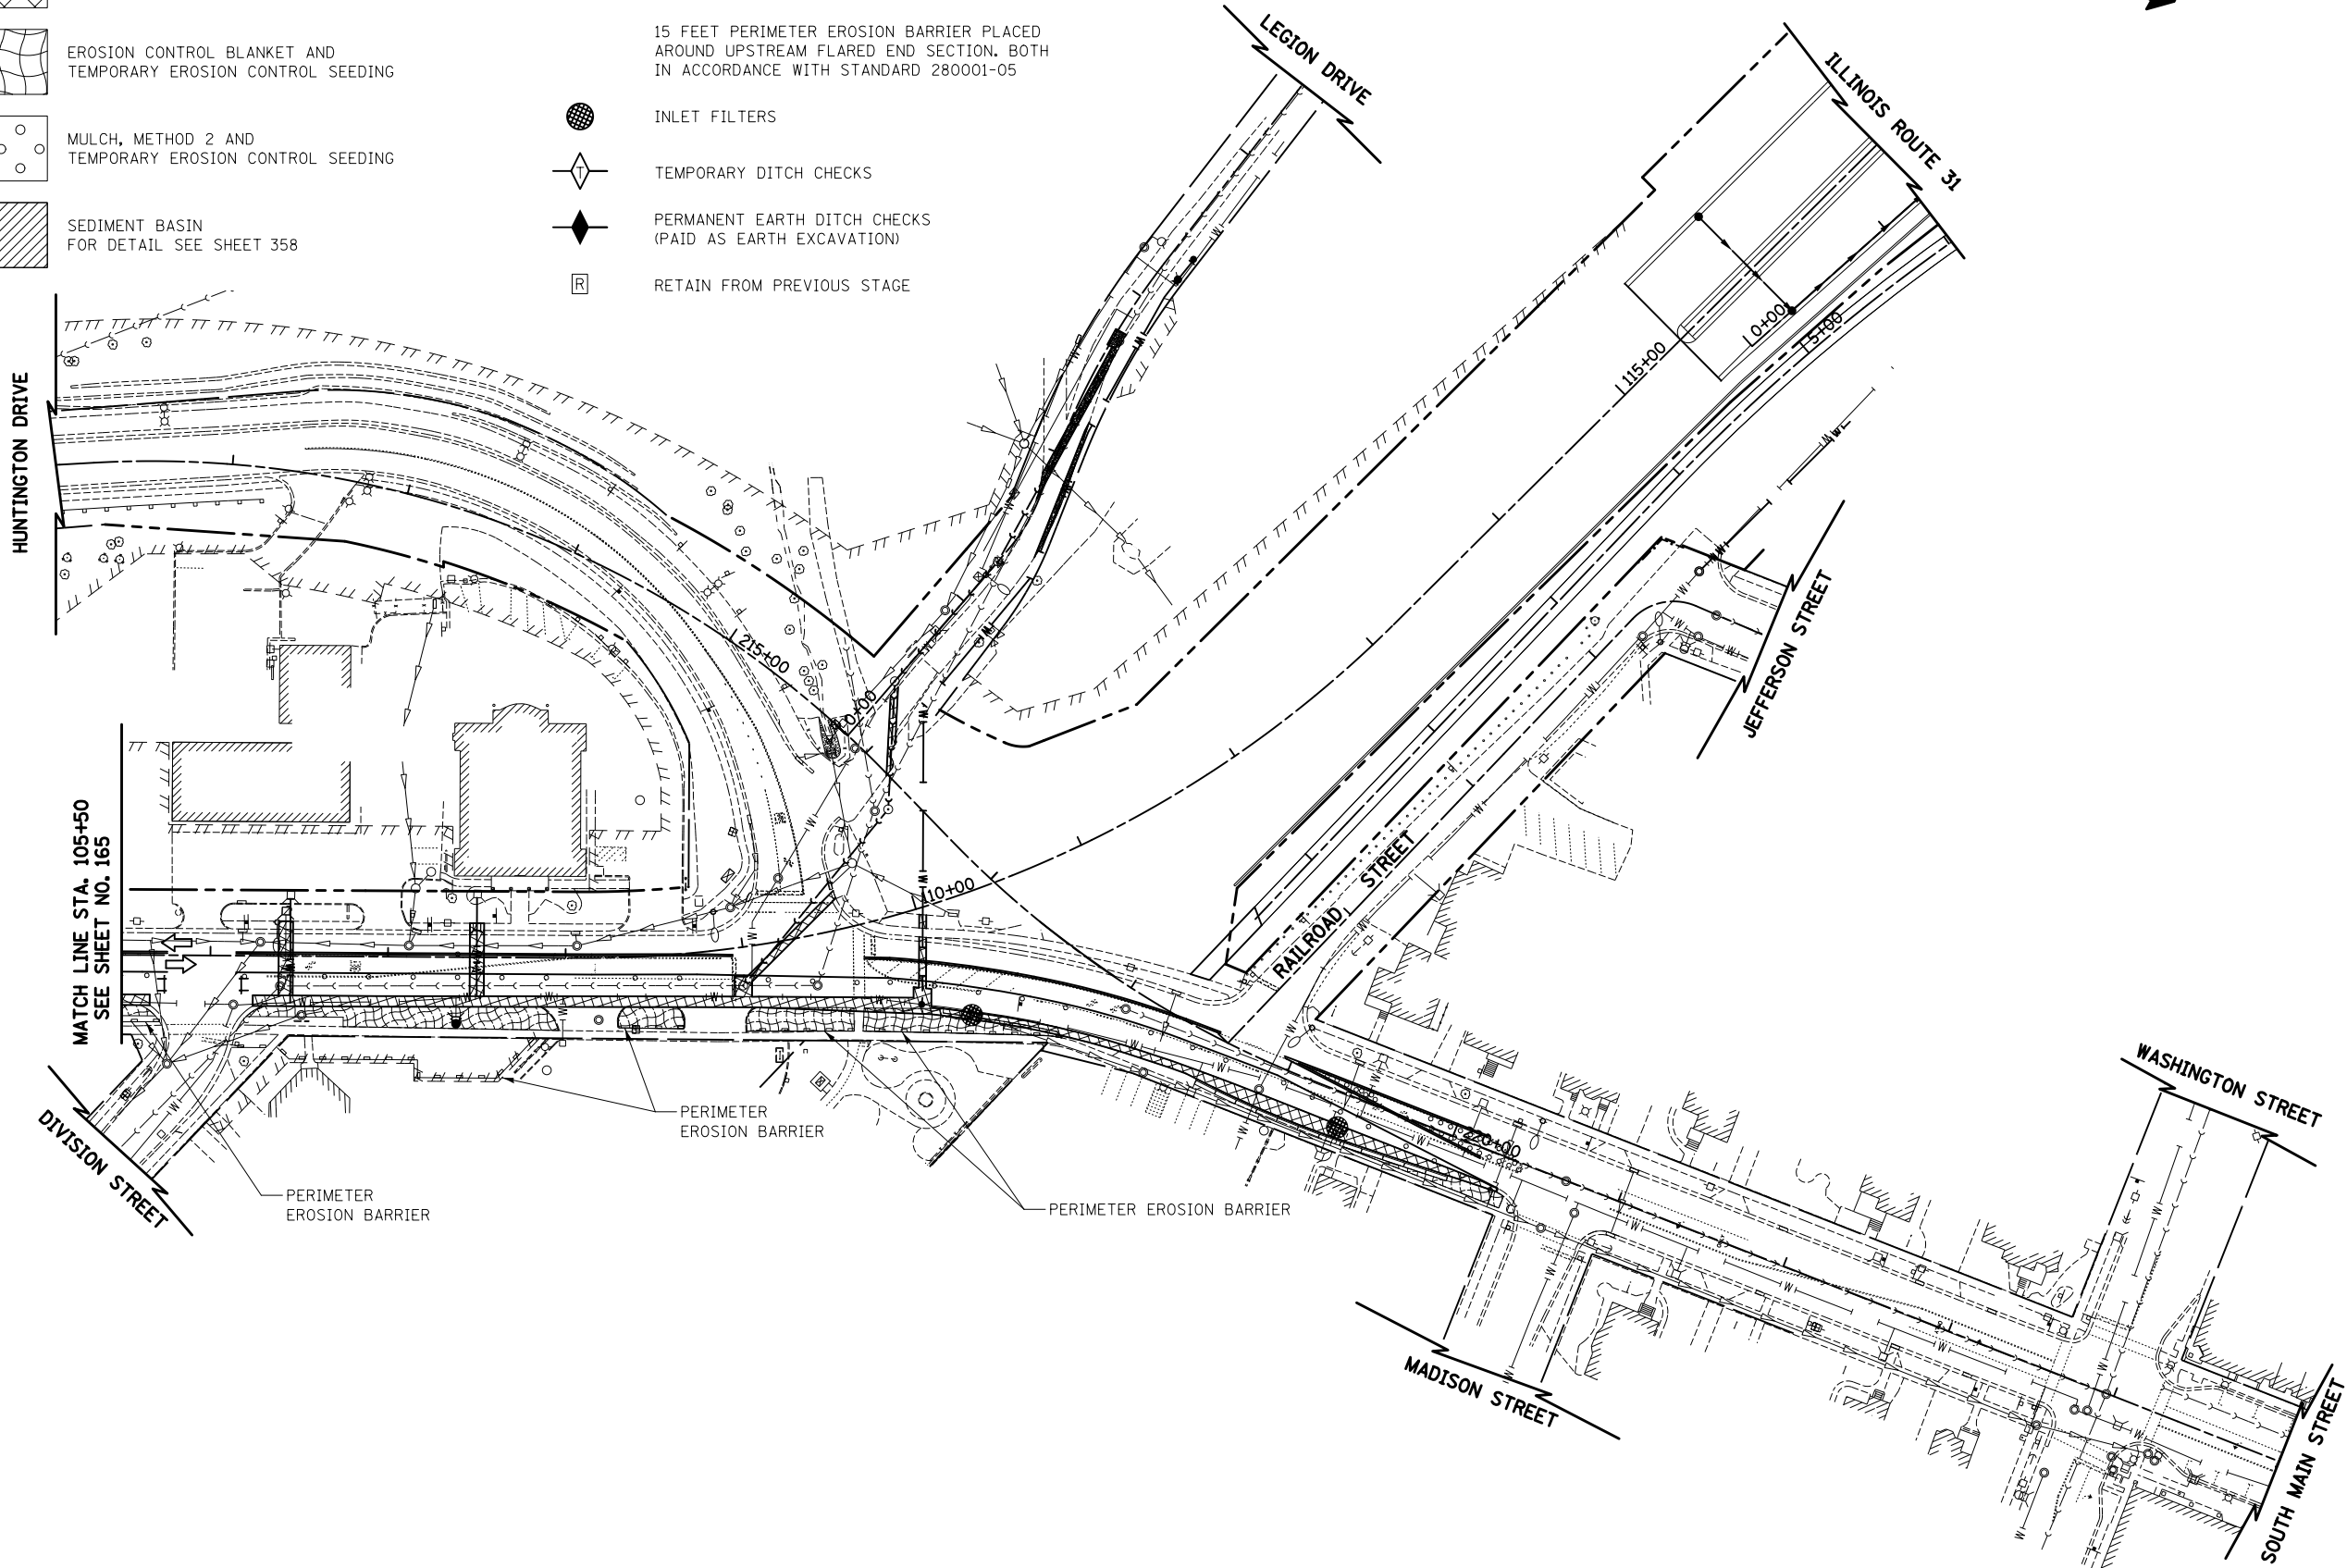 EROSION CONTROL BLANKET AND
TEMPORARY EROSION CONTROL SEEDING
MULCH, METHOD 2 AND
TEMPORARY EROSION CONTROL SEEDING
SEDIMENT BASIN
FOR DETAIL SEE SHEET 358
15 FEET PERIMETER EROSION BARRIER PLACED
AROUND UPSTREAM FLARED END SECTION. BOTH
IN ACCORDANCE WITH STANDARD 280001-05
INLET FILTERS
T
TEMPORARY DITCH CHECKS
PERMANENT EARTH DITCH CHECKS
(PAID AS EARTH EXCAVATION)
R
RETAIN FROM PREVIOUS STAGE
LEGION DRIVE
ILLINOIS ROUTE 31
HUNTINGTON DRIVE
10+00
15+00
115+00
215+00
0+00
JEFFERSON STREET
MATCH LINE STA. 105+50
SEE SHEET NO. 165
110+00
RAILROAD STREET
DIVISION STREET
PERIMETER
EROSION BARRIER
PERIMETER
EROSION BARRIER
PERIMETER EROSION BARRIER
220+00
WASHINGTON STREET
MADISON STREET
SOUTH MAIN STREET